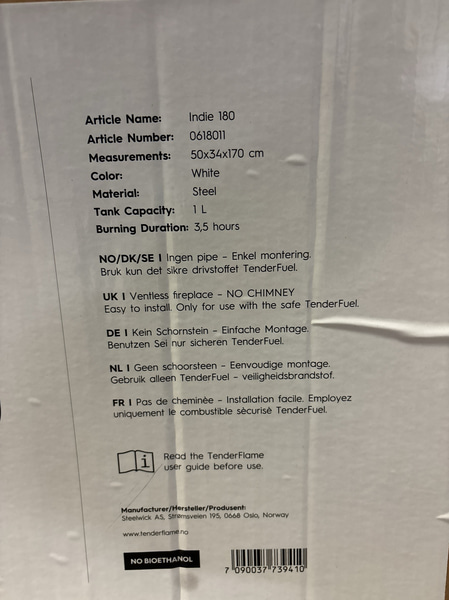 Article Name: Indie 180
Article Number: 0618011
Measurements: 50x34x170 cm
Color: White
Material: Steel
Tank Capacity: 1 L
Burning Duration: 3,5 hours
NO/DK/SE | Ingen pipe - Enkel montering.
Bruk kun det sikre drivstoffet TenderFuel.
UK | Ventless fireplace - NO CHIMNEY
Easy to install. Only for use with the safe TenderFuel.
DE | Kein Schornstein - Einfache Montage.
Benutzen Sei nur sicheren TenderFuel.
NL | Geen schoorsteen - Eenvoudige montage.
Gebruik alleen TenderFuel - veiligheidsbrandstof.
FR | Pas de cheminée - Installation facile. Employez
uniquement le combustible sécurisé TenderFuel.
i Read the TenderFlame
user guide before use.
Manufacturer/Hersteller/Produsent:
Steelwick AS, Strømsveien 195, 0668 Oslo, Norway
www.tenderflame.no
NO BIOETHANOL
7 090037 739410